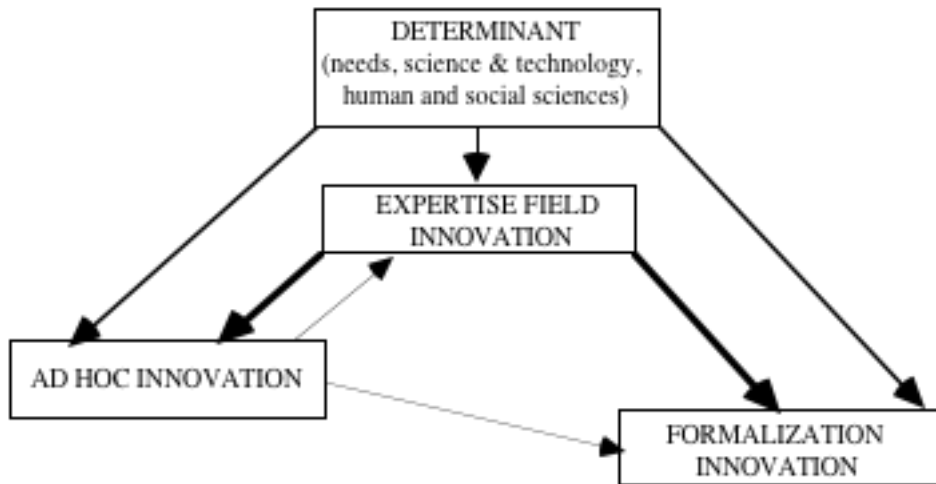 DETERMINANT
(needs, science & technology,
human and social sciences)
EXPERTISE FIELD
INNOVATION
AD HOC INNOVATION
FORMALIZATION
INNOVATION